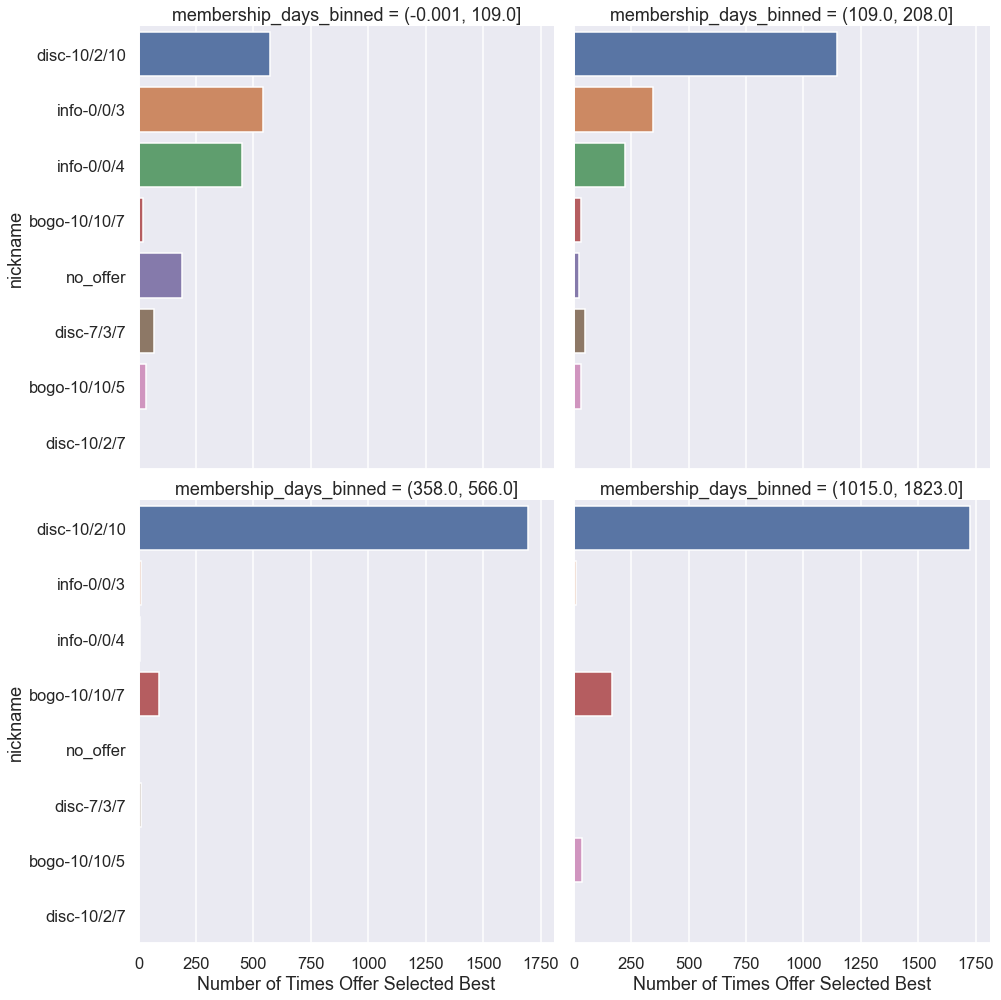 membership_days_binned = (-0.001, 109.0]
membership_days_binned = (109.0, 208.0]
nickname
disc-10/2/10
info-0/0/3
info-0/0/4
bogo-10/10/7
no_offer
disc-7/3/7
bogo-10/10/5
disc-10/2/7
membership_days_binned = (358.0, 566.0]
membership_days_binned = (1015.0, 1823.0]
nickname
disc-10/2/10
info-0/0/3
info-0/0/4
bogo-10/10/7
no_offer
disc-7/3/7
bogo-10/10/5
disc-10/2/7
0 250 500 750 1000 1250 1500 1750
0 250 500 750 1000 1250 1500 1750
Number of Times Offer Selected Best
Number of Times Offer Selected Best